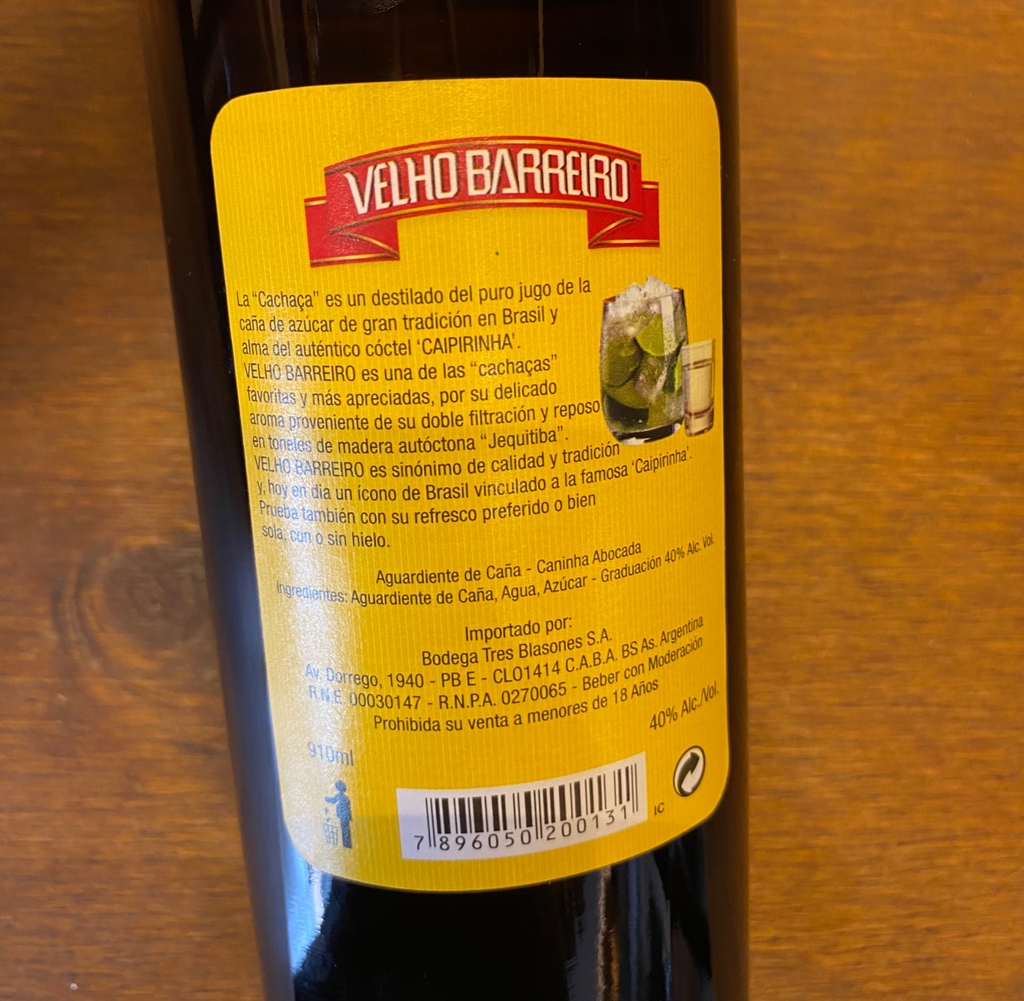 VELHO BARREIRO
La "Cachaça" es un destilado del puro jugo de la
caña de azúcar de gran tradición en Brasil y
alma del auténtico cóctel 'CAIPIRINHA'.
VELHO BARREIRO es una de las "cachaças"
favoritas y más apreciadas, por su delicado
aroma proveniente de su doble filtración y reposo
en toneles de madera autóctona "Jequitiba".
VELHO BARREIRO es sinónimo de calidad y tradición
y, hoy en día un ícono de Brasil vinculado a la famosa 'Caipirinha'.
Prueba también con su refresco preferido o bien
sola, con o sin hielo.
Aguardiente de Caña - Caninha Abocada
Ingredientes: Aguardiente de Caña, Agua, Azúcar - Graduación 40% Alc. Vol.
Importado por:
Bodega Tres Blasones S.A.
Av. Dorrego, 1940 - PB E - CLO1414 C.A.B.A. BS As. Argentina
R.N.E. 00030147 - R.N.P.A. 0270065 - Beber con Moderación
Prohibida su venta a menores de 18 Años
910ml
40% Alc./Vol.
7 896050 200131
IC